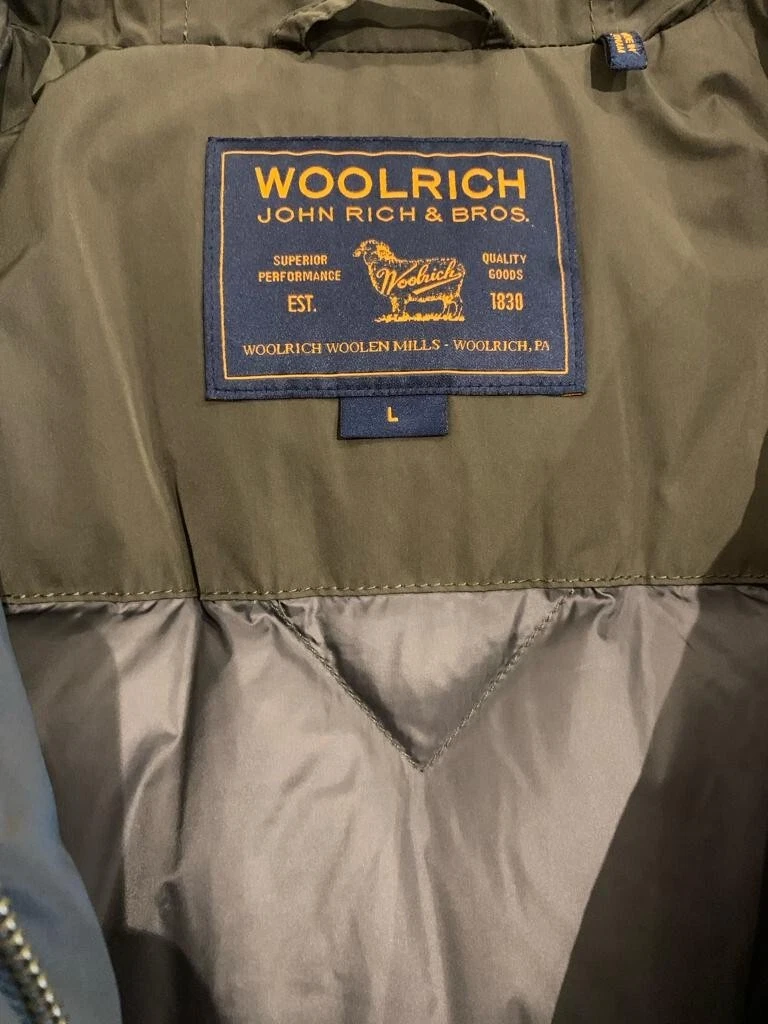 WOOLRICH
JOHN RICH & BROS.
SUPERIOR
PERFORMANCE
EST.
Woolrich
QUALITY
GOODS
1830
WOOLRICH WOOLEN MILLS - WOOLRICH, PA
L